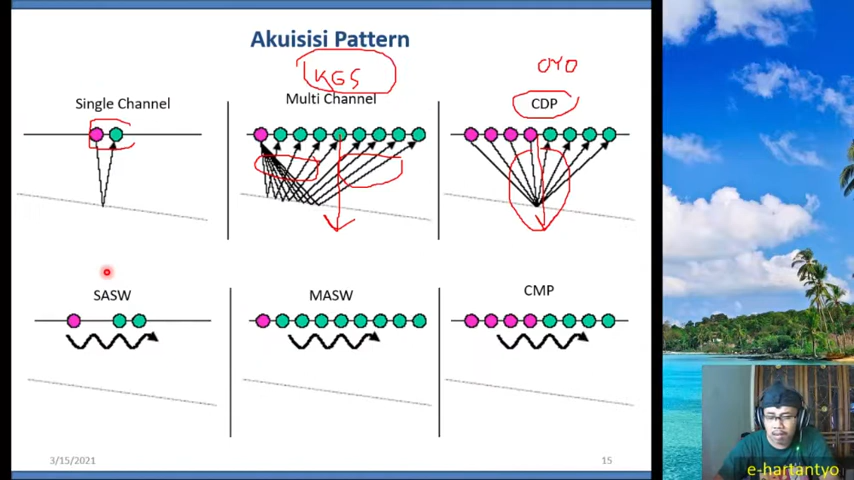 Akuisisi Pattern
KGS
OYO
Single Channel
Multi Channel
CDP
SASW
MASW
CMP
3/15/2021
15
e-hartantyo